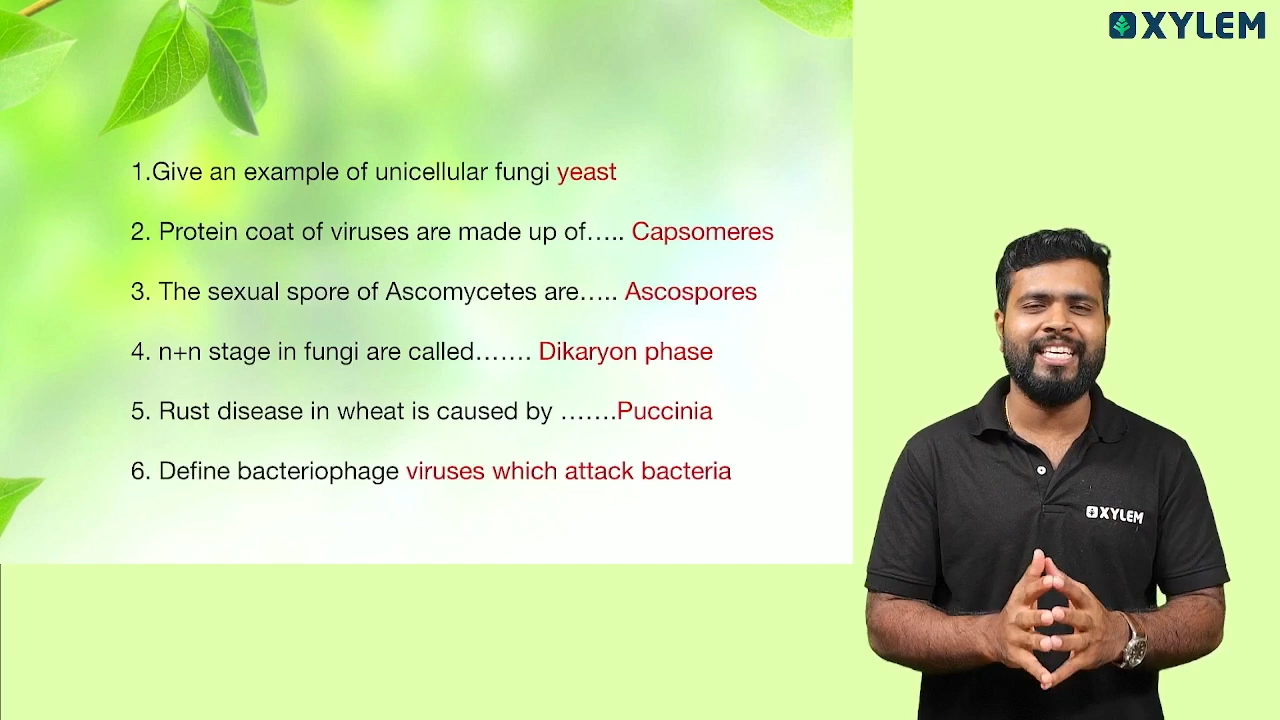 XYLEM
1.Give an example of unicellular fungi yeast
2. Protein coat of viruses are made up of….. Capsomeres
3. The sexual spore of Ascomycetes are….. Ascospores
4. n+n stage in fungi are called……. Dikaryon phase
5. Rust disease in wheat is caused by …….Puccinia
6. Define bacteriophage viruses which attack bacteria
XYLEM